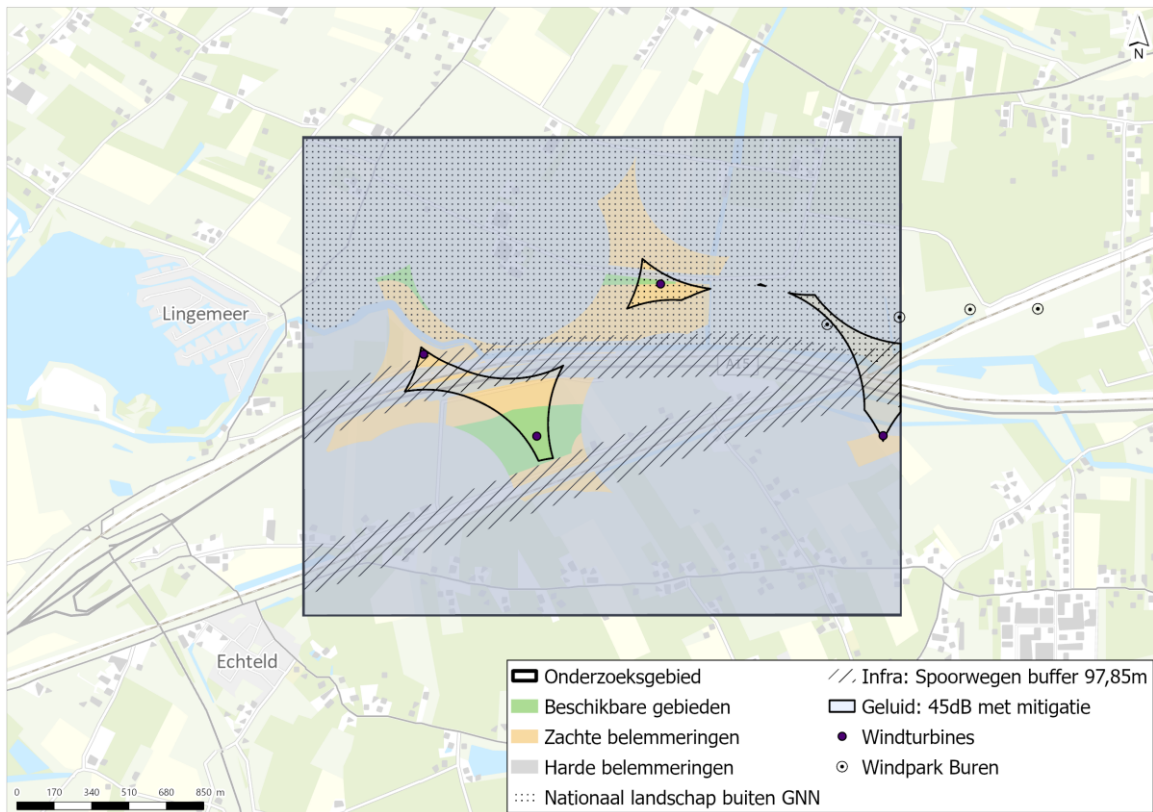 N
Lingemeer
A15
Echteld
Onderzoeksgebied
Beschikbare gebieden
Zachte belemmeringen
Harde belemmeringen
Nationaal landschap buiten GNN
Infra: Spoorwegen buffer 97,85m
Geluid: 45dB met mitigatie
Windturbines
Windpark Buren
0 170 340 510 680 850 m